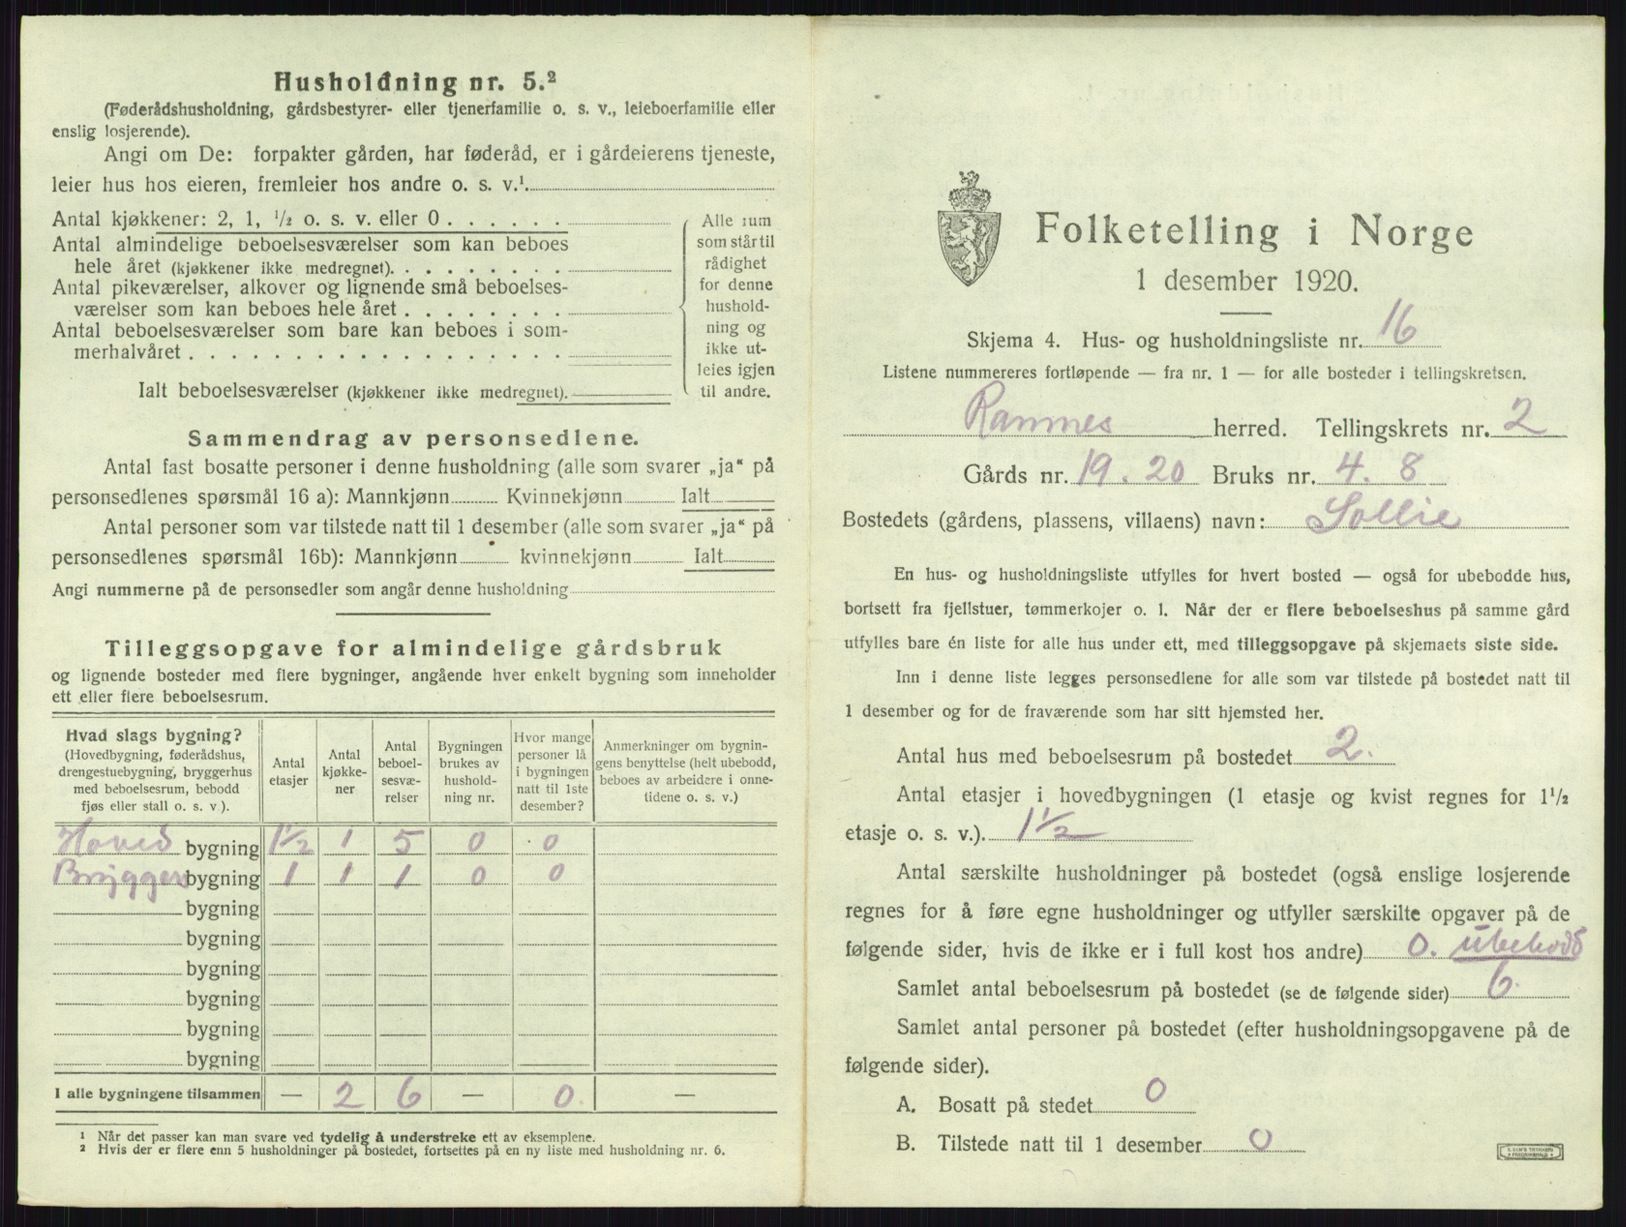 Husholdning nr. 5.²
(Føderådshusholdning, gårdsbestyrer- eller tjenerfamilie o. s. v., leieboerfamilie eller
enslig losjerende).
Angi om De: forpakter gården, har føderåd, er i gårdeierens tjeneste,
leier hus hos eieren, fremleier hos andre o. s. v.¹
Antal kjøkkener: 2, 1, ½ o. s. v. eller 0 . . . . . .
Antal almindelige beboelsesværelser som kan beboes
hele året (kjøkkener ikke medregnet). . . . . . . . .
Antal pikeværelser, alkover og lignende små beboelses-
værelser som kan beboes hele året . . . . . . . .
Antal beboelsesværelser som bare kan beboes i som-
merhalvåret . . . . . . . . . . . . . . . . . .
Ialt beboelsesværelser (kjøkkener ikke medregnet).
Alle rum
som står til
rådighet
for denne
hushold-
ning og
ikke ut-
leies igjen
til andre.
Sammendrag av personsedlene.
Antal fast bosatte personer i denne husholdning (alle som svarer „ja“ på
personsedlenes spørsmål 16 a): Mannkjønn Kvinnekjønn Ialt
Antal personer som var tilstede natt til 1 desember (alle som svarer „ja“ på
personsedlenes spørsmål 16b): Mannkjønn kvinnekjønn Ialt
Angi nummerne på de personsedler som angår denne husholdning
Tilleggsopgave for almindelige gårdsbruk
og lignende bosteder med flere bygninger, angående hver enkelt bygning som inneholder
ett eller flere beboelsesrum.
Hvad slags bygning?
(Hovedbygning, føderådshus,
drengestuebygning, bryggerhus
med beboelsesrum, bebodd
fjøs eller stall o. s. v.).
Antal
etasjer
Antal
kjøkke-
ner
Antal
beboel-
sesvæ-
relser
Bygningen
brukes av
hushold-
ning nr.
Hvor mange
personer lå
i bygningen
natt til 1ste
desember?
Anmerkninger om bygnin-
gens benyttelse (helt ubebodd,
beboes av arbeidere i onne-
tidene o. s. v.)
Hoved bygning 1½ 1 5 0 0
Bryggers bygning 1 1 1 0 0
bygning
bygning
bygning
bygning
bygning
bygning
I alle bygningene tilsammen — 2 6 — 0 —
¹ Når det passer kan man svare ved tydelig å understreke ett av eksemplene.
² Hvis der er flere enn 5 husholdninger på bostedet, fortsettes på en ny liste med husholdning nr. 6.
Folketelling i Norge
1 desember 1920.
Skjema 4. Hus- og husholdningsliste nr. 16
Listene nummereres fortløpende — fra nr. 1 — for alle bosteder i tellingskretsen.
Ramnes herred. Tellingskrets nr. 2
Gårds nr. 19. 20 Bruks nr. 4. 8
Bostedets (gårdens, plassens, villaens) navn: Sollie
En hus- og husholdningsliste utfylles for hvert bosted — også for ubebodde hus,
bortsett fra fjellstuer, tømmerkojer o. l. Når der er flere beboelseshus på samme gård
utfylles bare én liste for alle hus under ett, med tilleggsopgave på skjemaets siste side.
Inn i denne liste legges personsedlene for alle som var tilstede på bostedet natt til
1 desember og for de fraværende som har sitt hjemsted her.
Antal hus med beboelsesrum på bostedet 2.
Antal etasjer i hovedbygningen (1 etasje og kvist regnes for 1½
etasje o. s. v.). 1½
Antal særskilte husholdninger på bostedet (også enslige losjerende
regnes for å føre egne husholdninger og utfyller særskilte opgaver på de
følgende sider, hvis de ikke er i full kost hos andre) 0. ubebodd
Samlet antal beboelsesrum på bostedet (se de følgende sider) 6.
Samlet antal personer på bostedet (efter husholdningsopgavene på de
følgende sider).
A. Bosatt på stedet 0
B. Tilstede natt til 1 desember 0